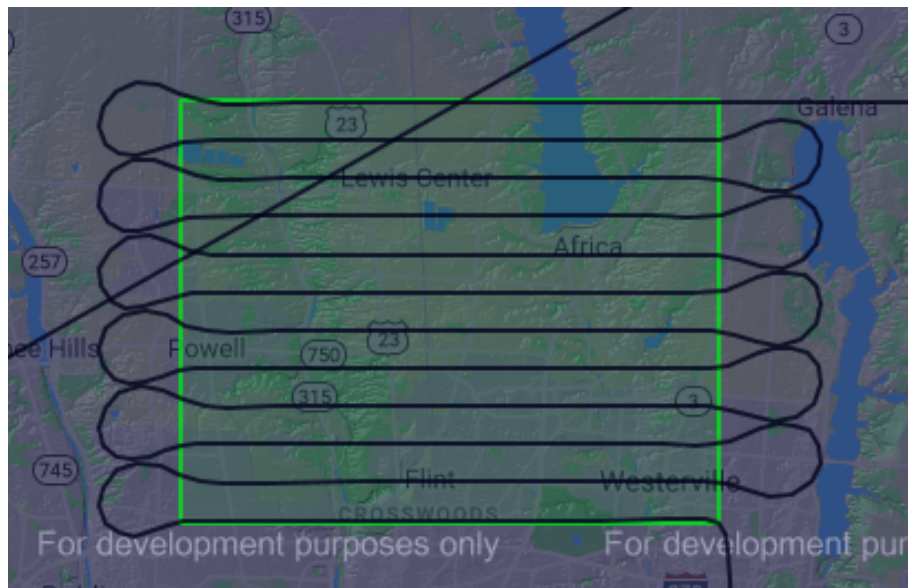 315
3
Galena
23
Lewis Center
Africa
257
Powell
23
ee Hills
750
315
3
745
Flint
Westerville
CROSSWOODS
For development purposes only
For development pur